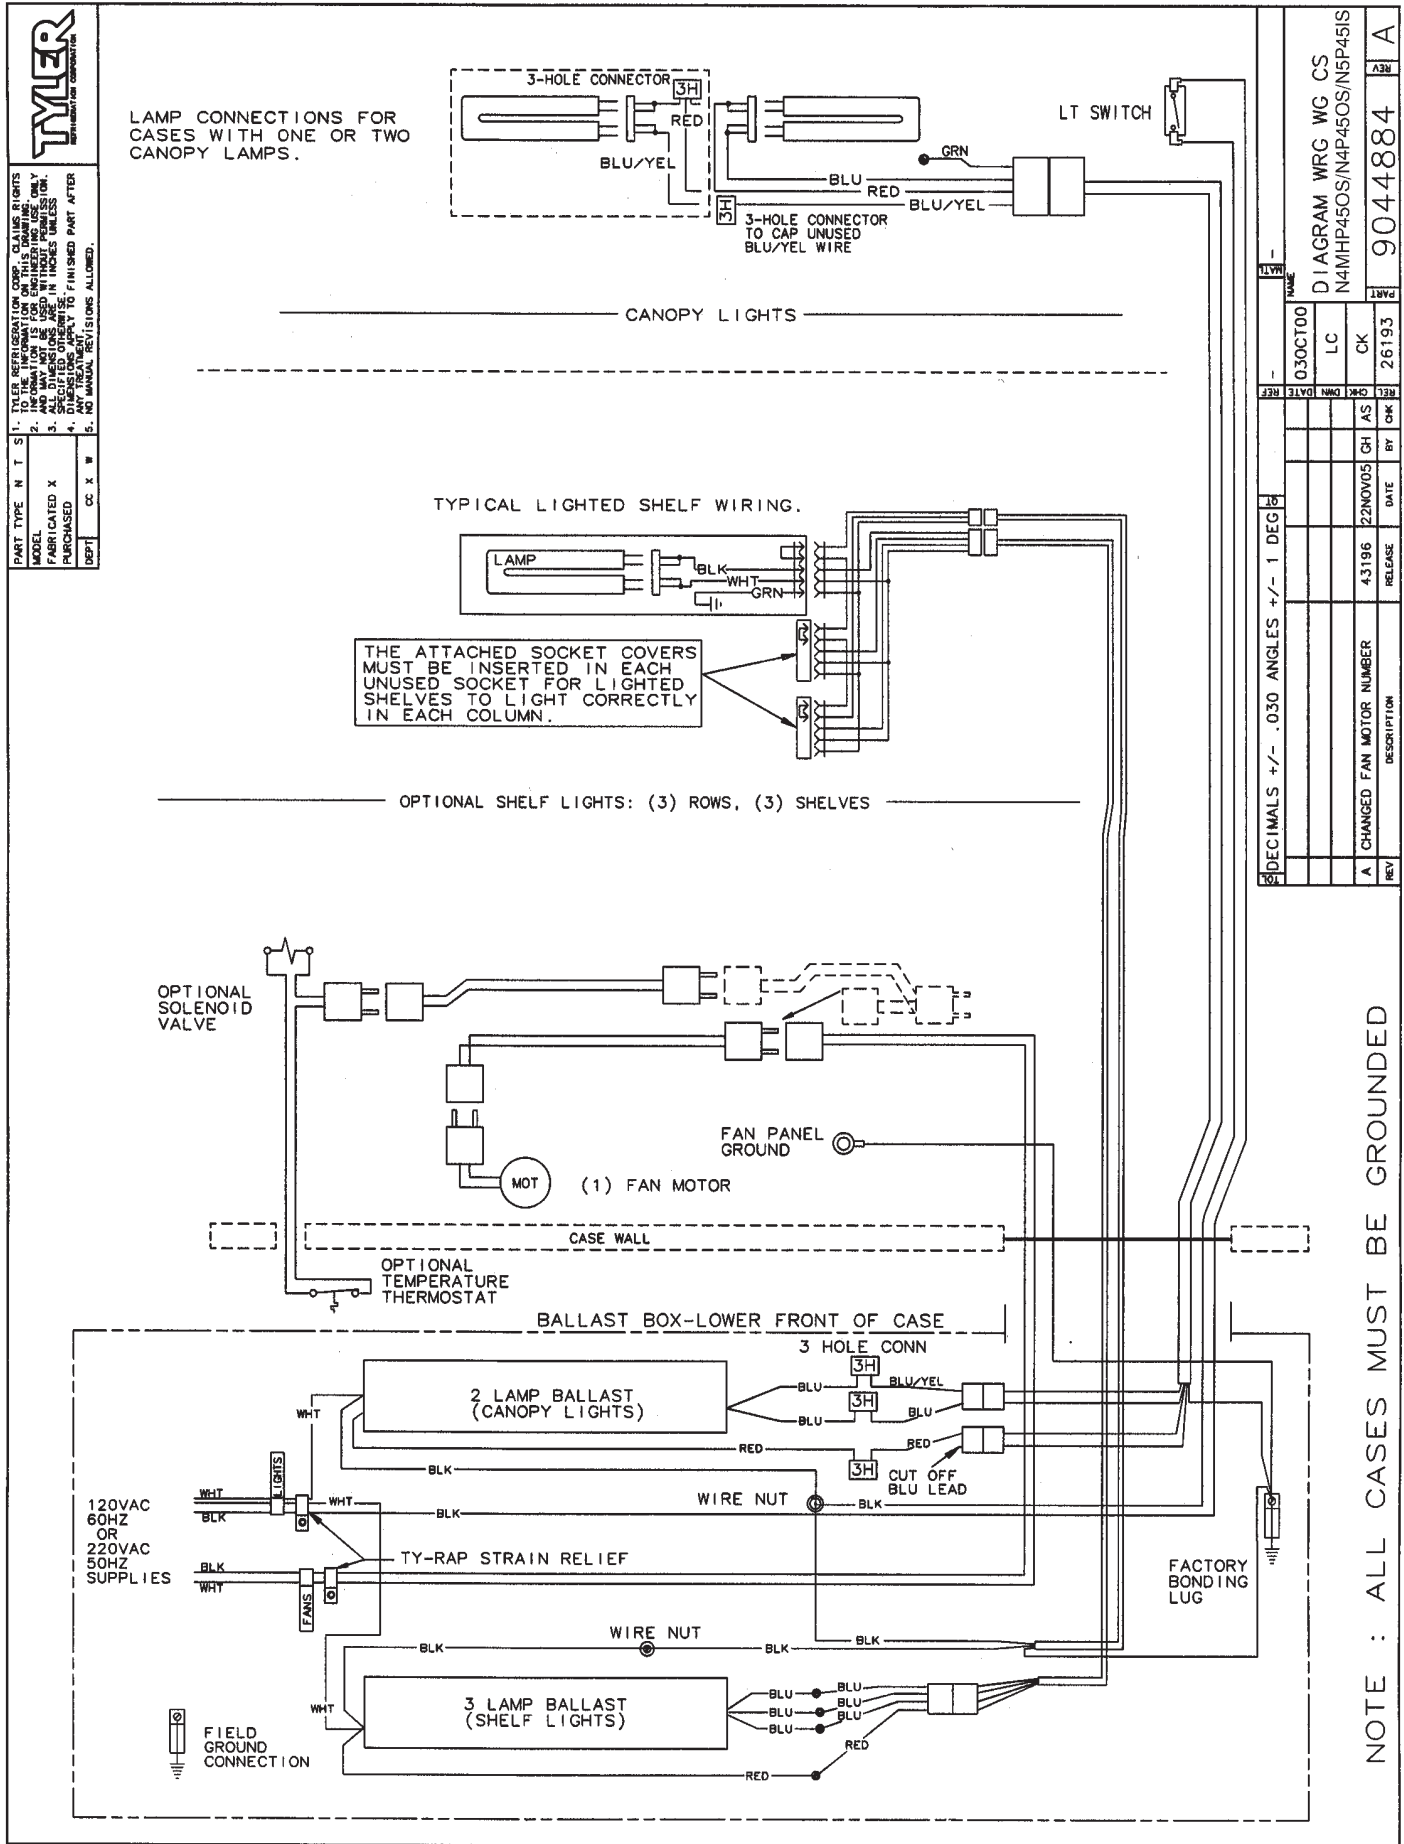 TYLER
REFRIGERATION CORPORATION
1. TYLER REFRIGERATION CORP. CLAIMS RIGHTS
TO THE INFORMATION ON THIS DRAWING.
2. INFORMATION IS FOR ENGINEERING USE ONLY
AND MAY NOT BE USED WITHOUT PERMISSION.
3. ALL DIMENSIONS ARE IN INCHES UNLESS
SPECIFIED OTHERWISE.
4. DIMENSIONS APPLY TO FINISHED PART AFTER
ANY TREATMENT.
5. NO MANUAL REVISIONS ALLOWED.
PART TYPE N T S
MODEL
FABRICATED X
PURCHASED
DEPT CC X W
LAMP CONNECTIONS FOR
CASES WITH ONE OR TWO
CANOPY LAMPS.
3-HOLE CONNECTOR
3H
RED
BLU/YEL
LT SWITCH
GRN
BLU
RED
BLU/YEL
3H
3-HOLE CONNECTOR
TO CAP UNUSED
BLU/YEL WIRE
CANOPY LIGHTS
TYPICAL LIGHTED SHELF WIRING.
LAMP
BLK
WHT
GRN
THE ATTACHED SOCKET COVERS
MUST BE INSERTED IN EACH
UNUSED SOCKET FOR LIGHTED
SHELVES TO LIGHT CORRECTLY
IN EACH COLUMN.
OPTIONAL SHELF LIGHTS: (3) ROWS, (3) SHELVES
OPTIONAL
SOLENOID
VALVE
FAN PANEL
GROUND
MOT
(1) FAN MOTOR
CASE WALL
OPTIONAL
TEMPERATURE
THERMOSTAT
BALLAST BOX-LOWER FRONT OF CASE
3 HOLE CONN
3H
2 LAMP BALLAST
(CANOPY LIGHTS)
BLU
BLU/YEL
3H
BLU
BLU
WHT
RED
RED
3H
CUT OFF
BLU LEAD
BLK
LIGHTS
WHT
WHT
BLK
BLK
WIRE NUT
BLK
120VAC
60HZ
OR
220VAC
50HZ
SUPPLIES
TY-RAP STRAIN RELIEF
BLK
WHT
FANS
FACTORY
BONDING
LUG
WIRE NUT
BLK
BLK
BLK
3 LAMP BALLAST
(SHELF LIGHTS)
WHT
BLU
BLU
BLU
BLU
BLU
BLU
RED
RED
FIELD
GROUND
CONNECTION
TOL DECIMALS +/- .030 ANGLES +/- 1 DEG
QT
REF -
MATL -
NAME
DIAGRAM WRG WG CS
N4MHP45OS/N4P45OS/N5P45IS
DATE 03OCT00
DWN LC
CHK CK
REL 26193
PART 9044884
REV A
A CHANGED FAN MOTOR NUMBER 43196 22NOV05 GH AS
REV DESCRIPTION RELEASE DATE BY CHK
NOTE : ALL CASES MUST BE GROUNDED